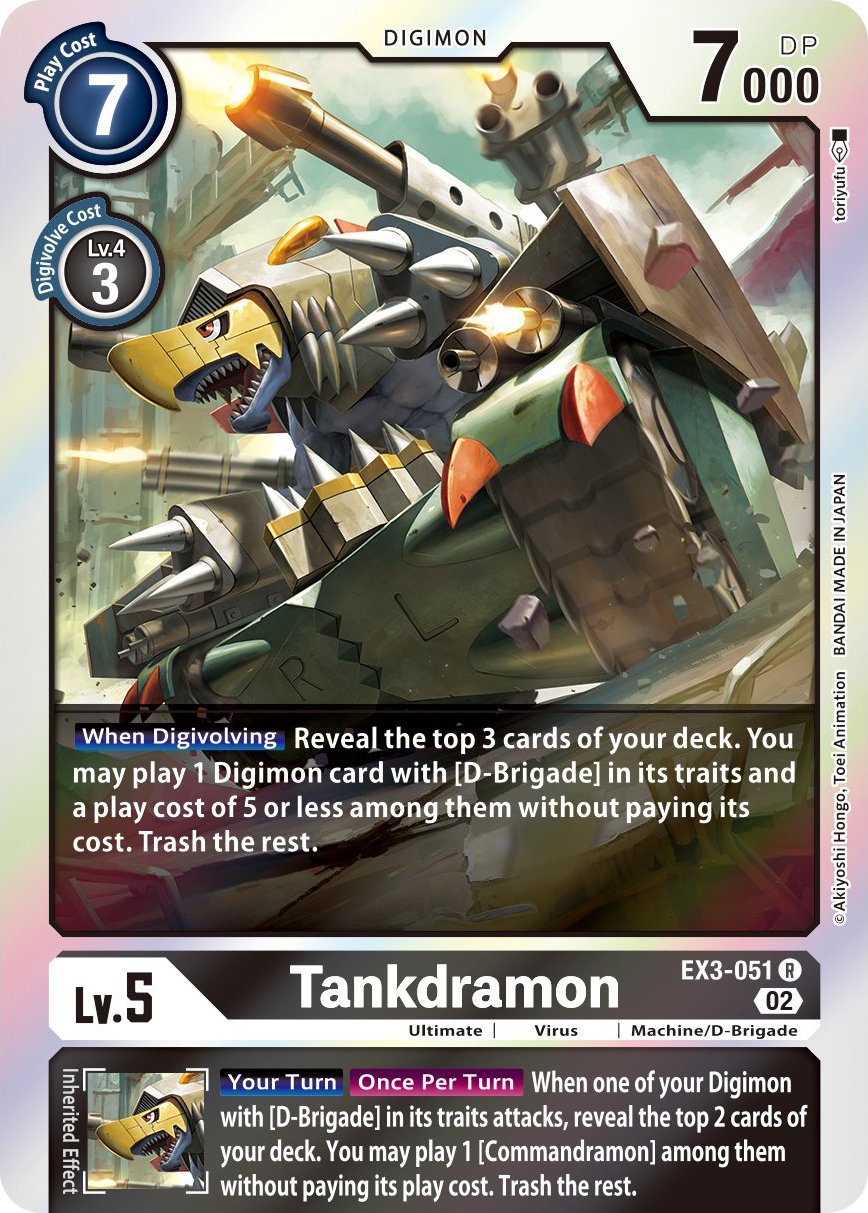 DIGIMON
Play Cost
7
7000
DP
Digivolve Cost
Lv.4
3
toriyufu
R L
When Digivolving Reveal the top 3 cards of your deck. You
may play 1 Digimon card with [D-Brigade] in its traits and
a play cost of 5 or less among them without paying its
cost. Trash the rest.
©Akiyoshi Hongo, Toei Animation BANDAI MADE IN JAPAN
Lv.5
Tankdramon
EX3-051 R
02
Ultimate | Virus | Machine/D-Brigade
Inherited Effect
Your Turn Once Per Turn When one of your Digimon
with [D-Brigade] in its traits attacks, reveal the top 2 cards of
your deck. You may play 1 [Commandramon] among them
without paying its play cost. Trash the rest.